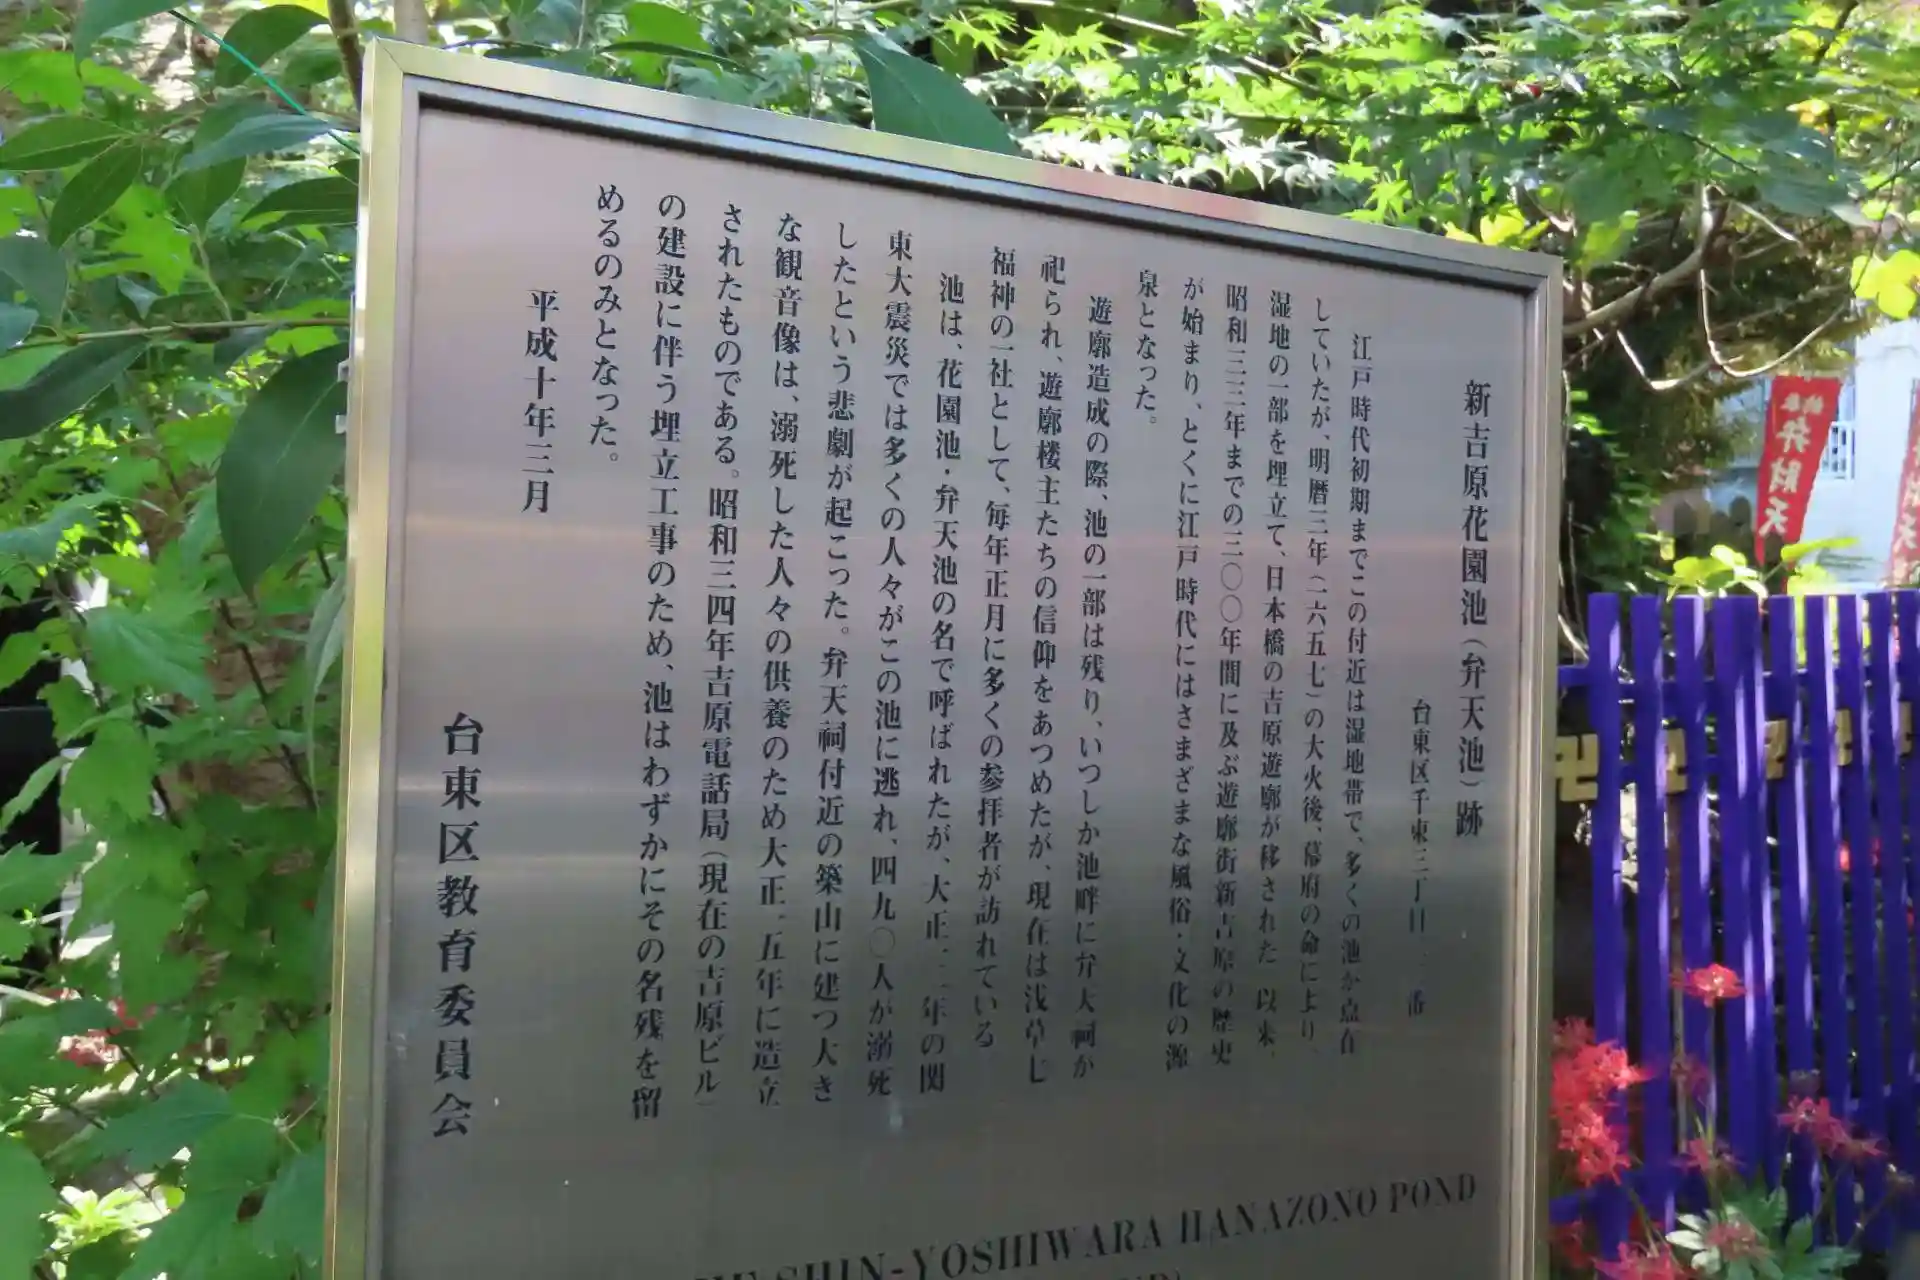 新吉原花園池（弁天池）跡
台東区千束三丁目
江戸時代初期までこの付近は湿地帯で、多くの池が点在
していたが、明暦三年（一六五七）の大火後、幕府の命により、
湿地の一部を埋立て、日本橋の吉原遊廓が移された。以来、
昭和三三年までの三〇〇年間に及ぶ遊廓街新吉原の歴史
が始まり、とくに江戸時代にはさまざまな風俗・文化の源
泉となった。
遊廓造成の際、池の一部は残り、いつしか池畔に弁天祠が
祀られ、遊廓楼主たちの信仰をあつめたが、現在は浅草七
福神の一社として、毎年正月に多くの参拝者が訪れている
池は、花園池・弁天池の名で呼ばれたが、大正一二年の関
東大震災では多くの人々がこの池に逃れ、四九〇人が溺死
したという悲劇が起こった。弁天祠付近の築山に建つ大き
な観音像は、溺死した人々の供養のため大正一五年に造立
されたものである。昭和三四年吉原電話局（現在の吉原ビル）
の建設に伴う埋立工事のため、池はわずかにその名残を留
めるのみとなった。
平成十年三月
台東区教育委員会
SHIN-YOSHIWARA HANAZONO POND
弁財天